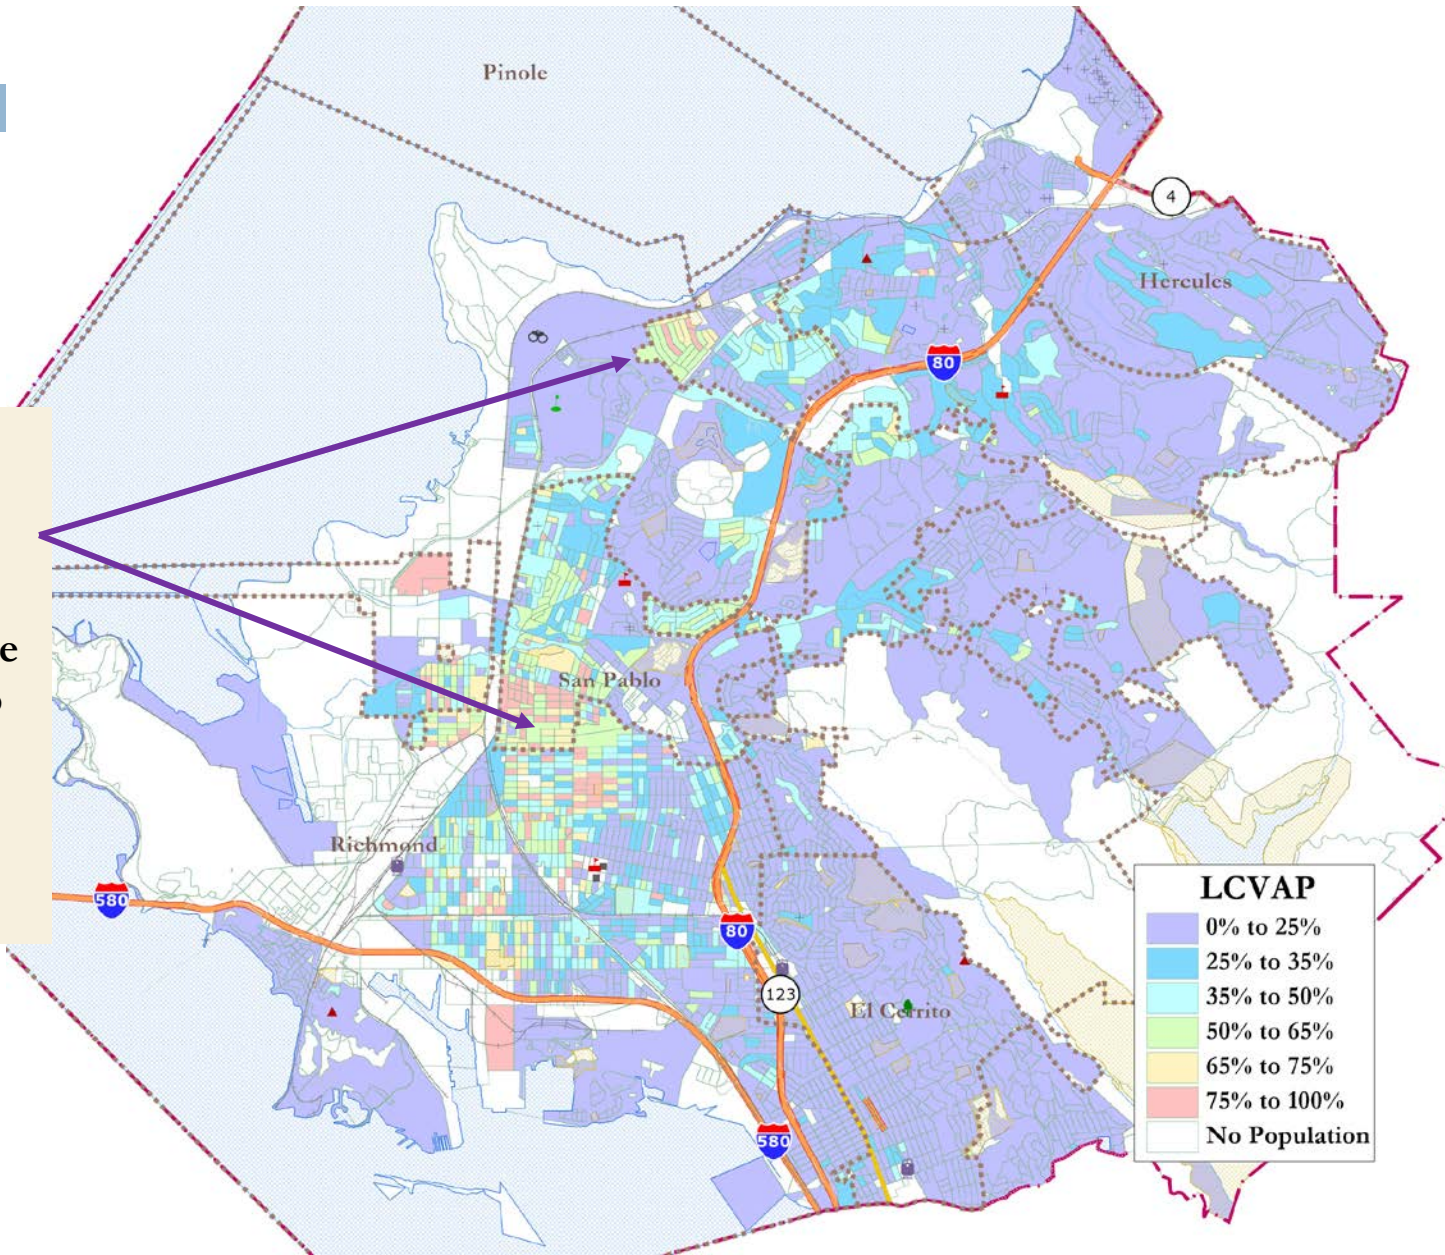 Pinole
4
Hercules
80
e
San Pablo
Richmond
580
80
123
El Cerrito
580
LCVAP
0% to 25%
25% to 35%
35% to 50%
50% to 65%
65% to 75%
75% to 100%
No Population